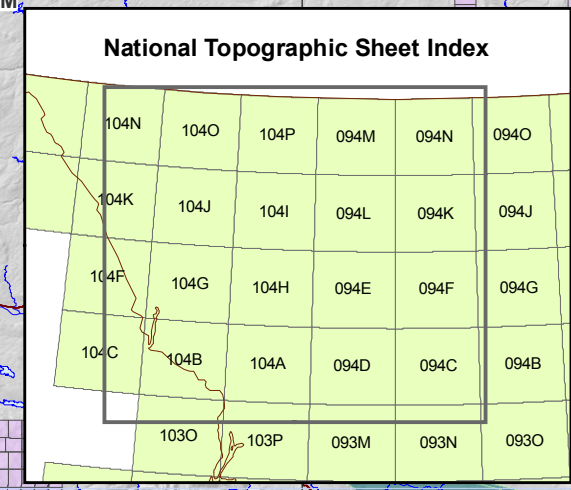 M
National Topographic Sheet Index
104N 104O 104P 094M 094N 094O
104K 104J 104I 094L 094K 094J
104F 104G 104H 094E 094F 094G
104C 104B 104A 094D 094C 094B
103O 103P 093M 093N 093O